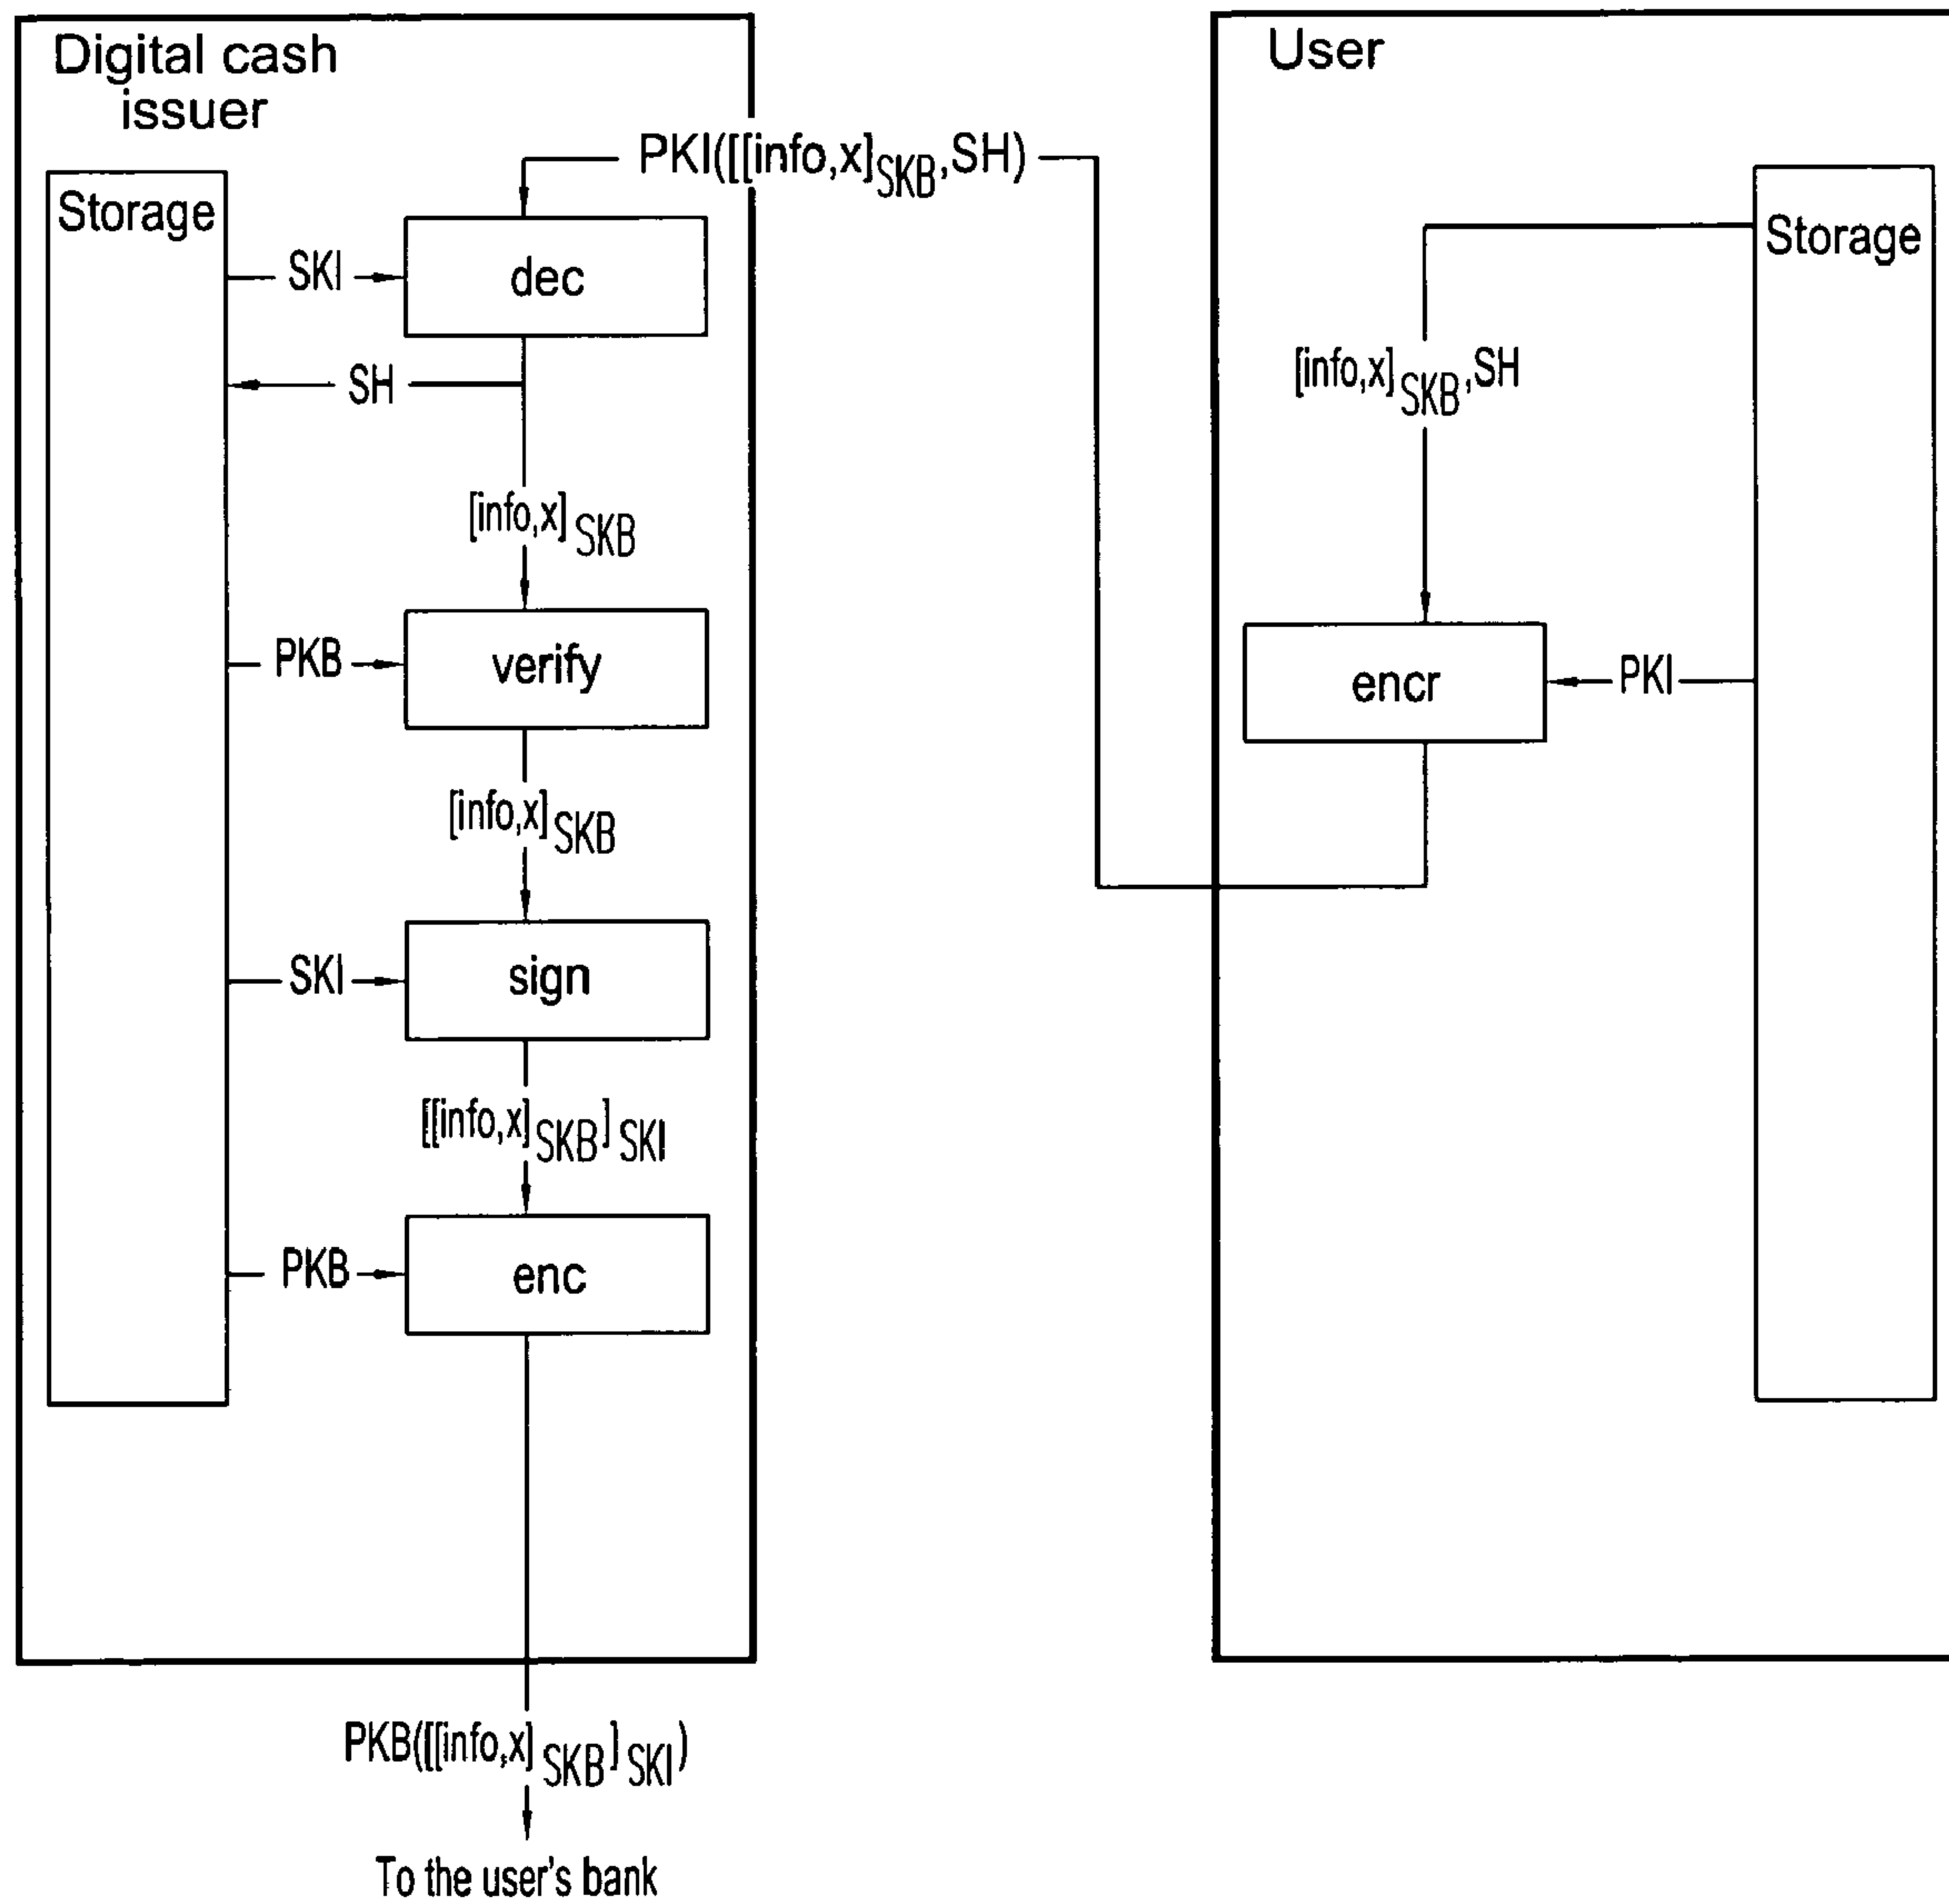 Digital cash
issuer
Storage
PKI([[info,x]SKB,SH)
SKI
dec
SH
[info,x]SKB
PKB
verify
[info,x]SKB
SKI
sign
[[info,x]SKB]SKI
PKB
enc
PKB([[info,x]SKB]SKI)
To the user's bank
User
Storage
[info,x]SKB,SH
encr
PKI